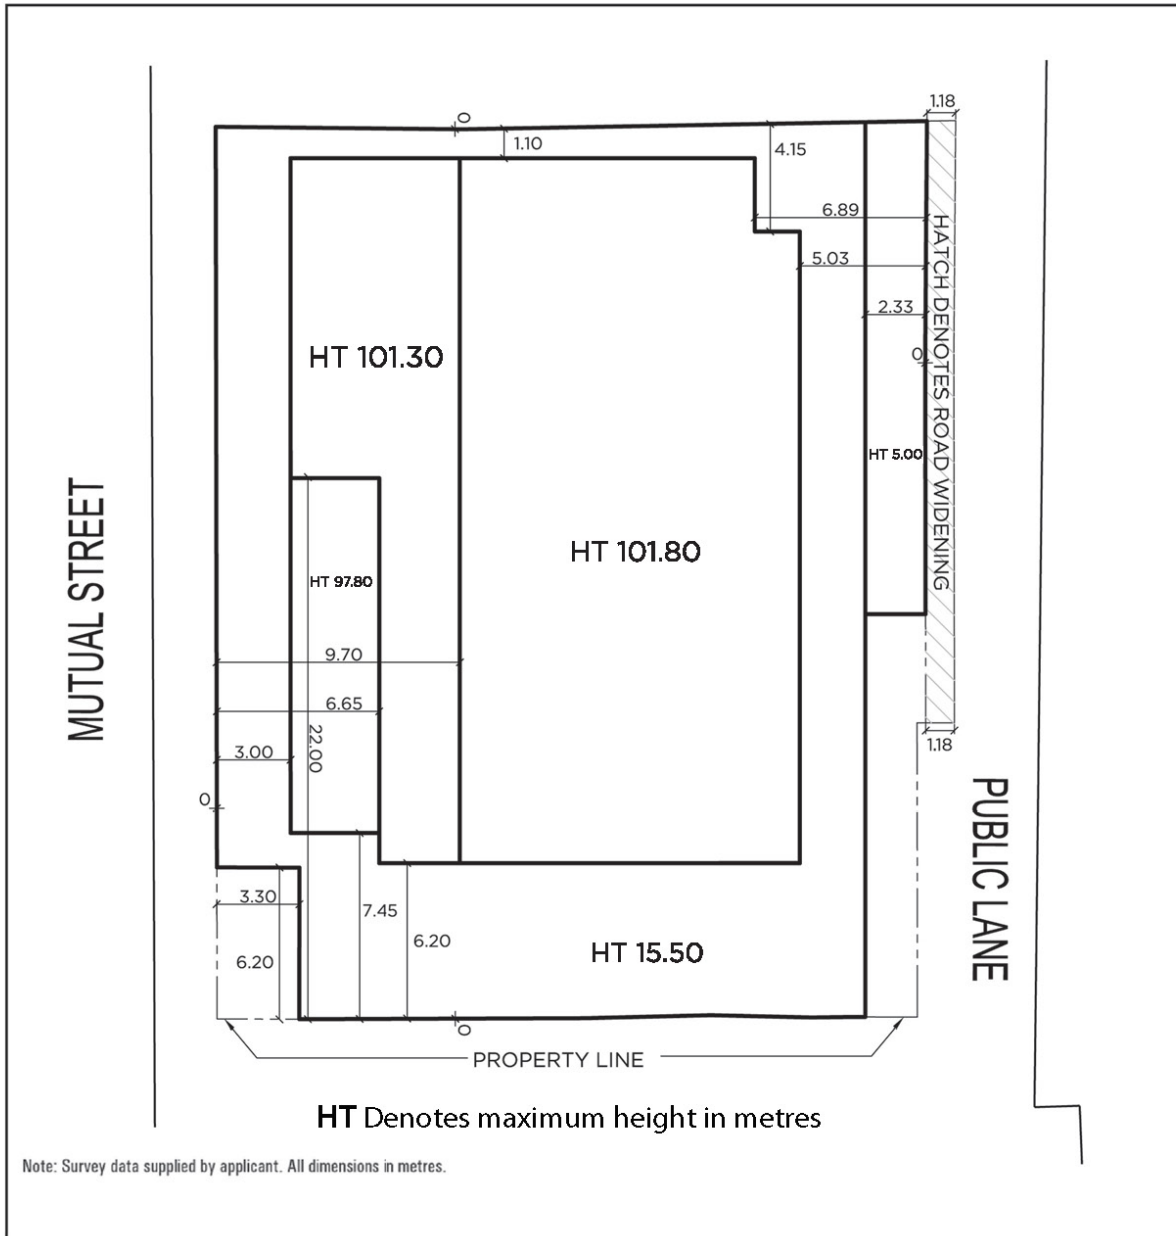 1.18
0
1.10
4.15
6.89
5.03
2.33
0
HT 101.30
HT 5.00
HATCH DENOTES ROAD WIDENING
HT 101.80
HT 97.80
MUTUAL STREET
9.70
6.65
22.00
3.00
1.18
0
PUBLIC LANE
3.30
7.45
6.20
6.20
HT 15.50
0
PROPERTY LINE
HT Denotes maximum height in metres
Note: Survey data supplied by applicant. All dimensions in metres.